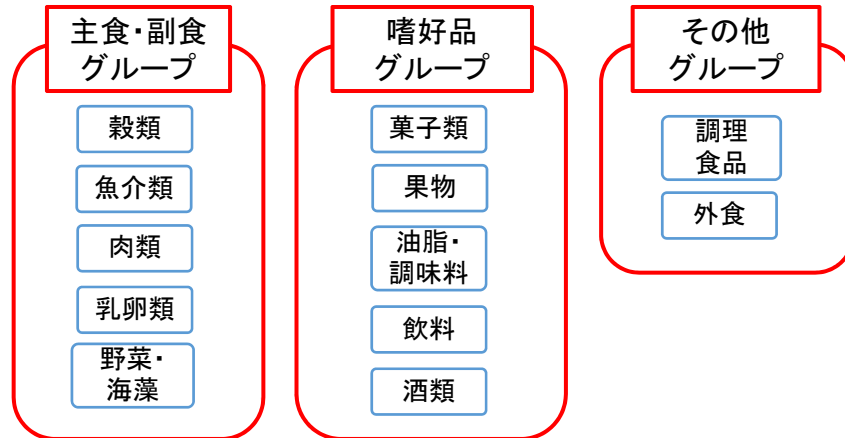 主食・副食
グループ
穀類
魚介類
肉類
乳卵類
野菜・
海藻
嗜好品
グループ
菓子類
果物
油脂・
調味料
飲料
酒類
その他
グループ
調理
食品
外食